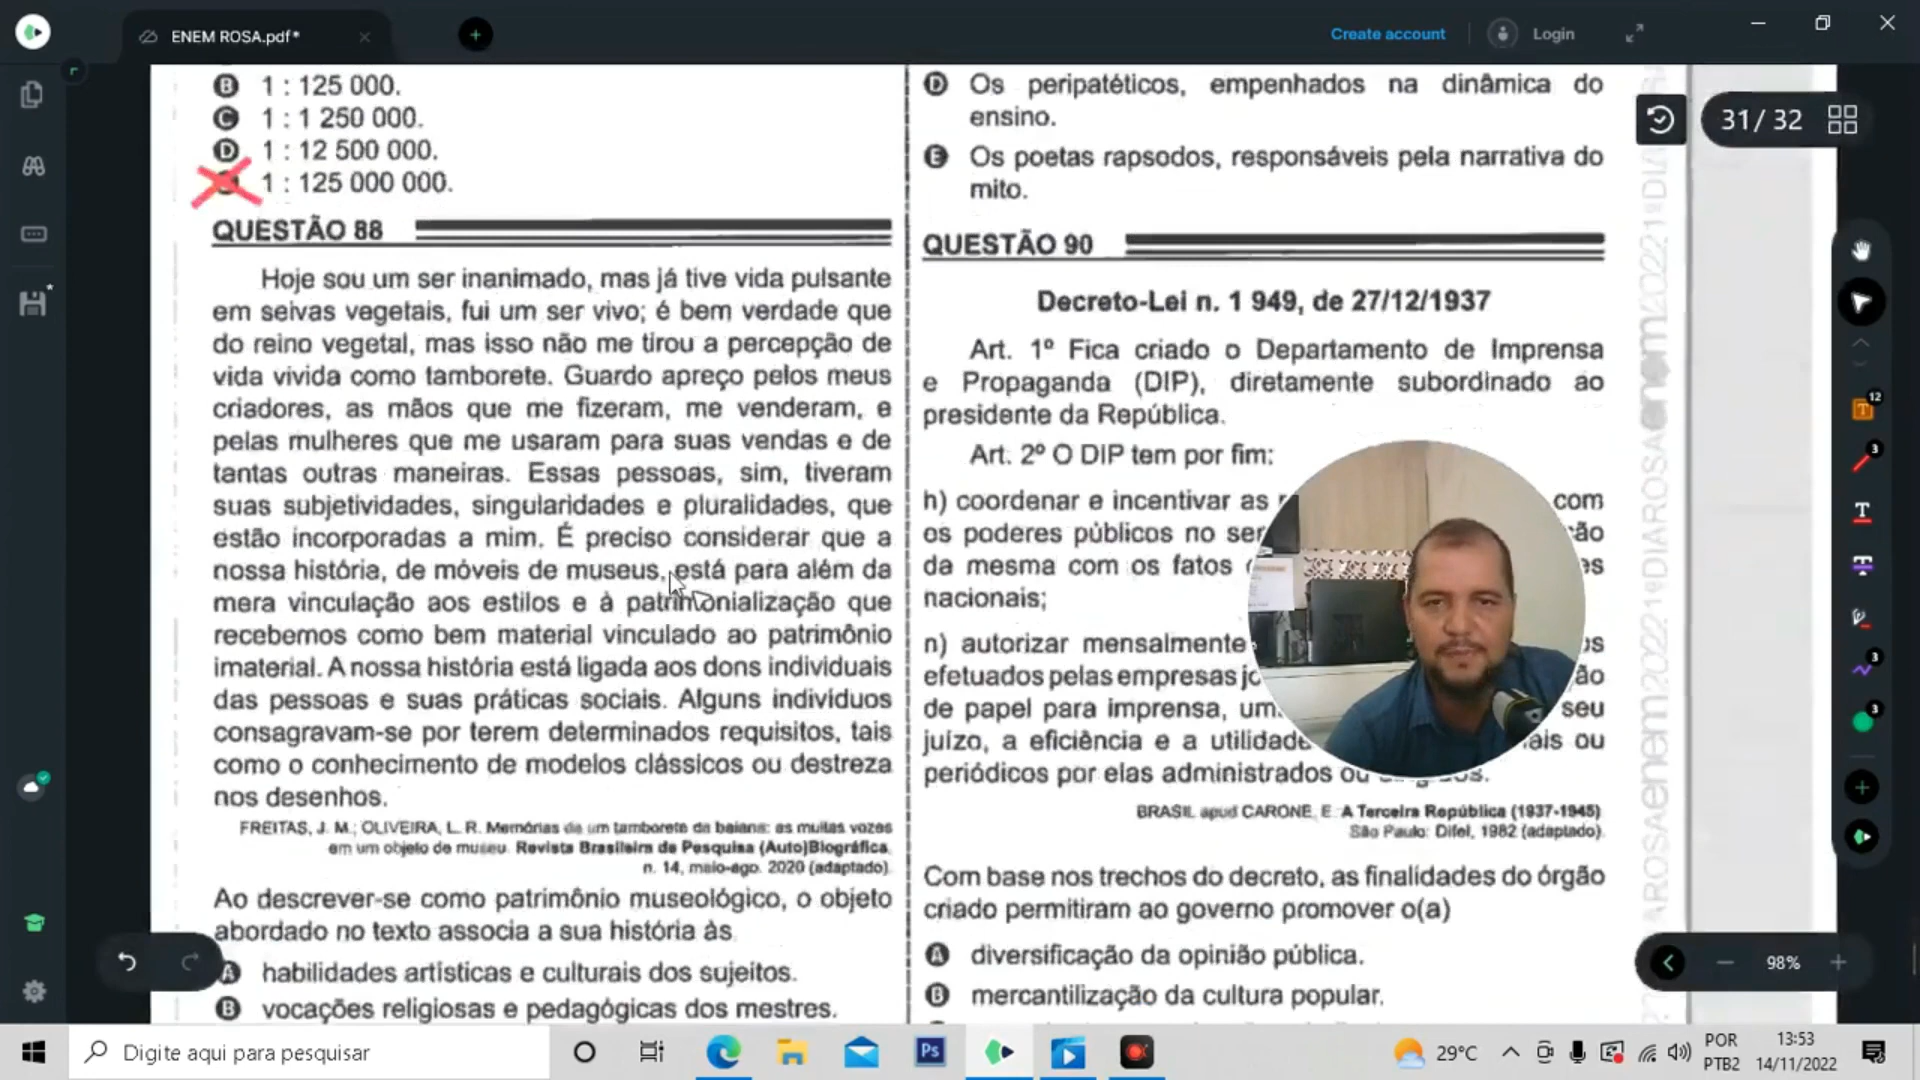 ENEM ROSA.pdf*
Create account
Login
B 1 : 125 000.
C 1 : 1 250 000.
D 1 : 12 500 000.
1 : 125 000 000.
QUESTÃO 88
Hoje sou um ser inanimado, mas já tive vida pulsante
em seivas vegetais, fui um ser vivo; é bem verdade que
do reino vegetal, mas isso não me tirou a percepção de
vida vivida como tamborete. Guardo apreço pelos meus
criadores, as mãos que me fizeram, me venderam, e
pelas mulheres que me usaram para suas vendas e de
tantas outras maneiras. Essas pessoas, sim, tiveram
suas subjetividades, singularidades e pluralidades, que
estão incorporadas a mim. É preciso considerar que a
nossa história, de móveis de museus, está para além da
mera vinculação aos estilos e à patrimonialização que
recebemos como bem material vinculado ao patrimônio
imaterial. A nossa história está ligada aos dons individuais
das pessoas e suas práticas sociais. Alguns indivíduos
consagravam-se por terem determinados requisitos, tais
como o conhecimento de modelos clássicos ou destreza
nos desenhos.
FREITAS, J. M.; OLIVEIRA, L. R. Memórias de um tamborete de baiana: as muitas vozes
em um objeto de museu. Revista Brasileira de Pesquisa (Auto)Biográfica,
n. 14, maio-ago. 2020 (adaptado).
Ao descrever-se como patrimônio museológico, o objeto
abordado no texto associa a sua história às
A habilidades artísticas e culturais dos sujeitos.
B vocações religiosas e pedagógicas dos mestres.
D Os peripatéticos, empenhados na dinâmica do
ensino.
E Os poetas rapsodos, responsáveis pela narrativa do
mito.
QUESTÃO 90
Decreto-Lei n. 1 949, de 27/12/1937
Art. 1º Fica criado o Departamento de Imprensa
e Propaganda (DIP), diretamente subordinado ao
presidente da República.
Art. 2º O DIP tem por fim:
h) coordenar e incentivar as com
os poderes públicos no
da mesma com os fatos
nacionais;
n) autorizar mensalmente
efetuados pelas empresas
de papel para imprensa, seu
juízo, a eficiência e a ou
periódicos por elas administrados ou
BRASIL apud CARONE, E. A Terceira República (1937-1945)
São Paulo: Difel, 1982 (adaptado).
Com base nos trechos do decreto, as finalidades do órgão
criado permitiram ao governo promover o(a)
A diversificação da opinião pública.
B mercantilização da cultura popular.
31/ 32
12
3
T
3
3
98%
Digite aqui para pesquisar
Ps
29°C
POR
PTB2
13:53
14/11/2022